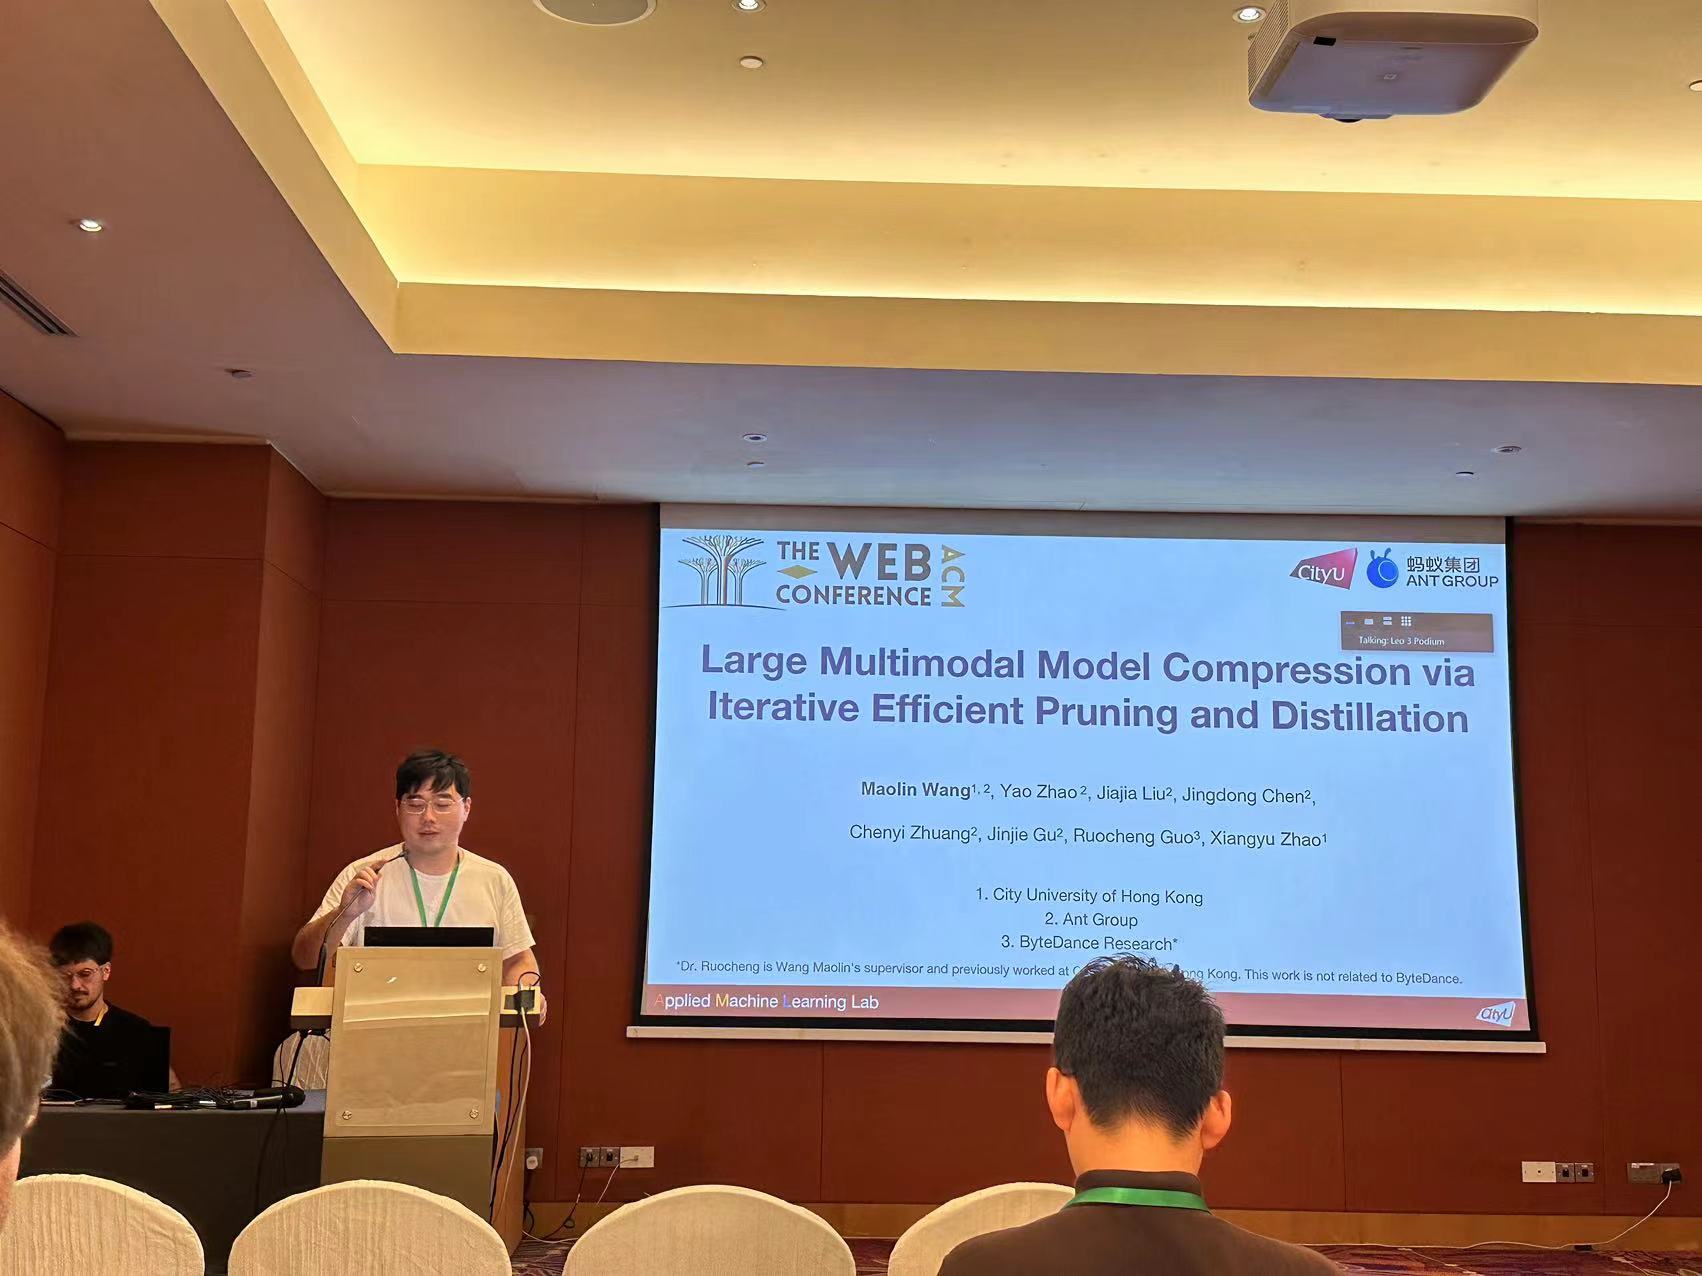 THE WEB
CONFERENCE
ACM
CityU
蚂蚁集团
ANT GROUP
Talking: Leo 3 Podium
Large Multimodal Model Compression via
Iterative Efficient Pruning and Distillation
Maolin Wang¹,², Yao Zhao², Jiajia Liu², Jingdong Chen²,
Chenyi Zhuang², Jinjie Gu², Ruocheng Guo³, Xiangyu Zhao¹
1. City University of Hong Kong
2. Ant Group
3. ByteDance Research*
*Dr. Ruocheng is Wang Maolin's supervisor and previously worked at Kong. This work is not related to ByteDance.
Applied Machine Learning Lab
CityU